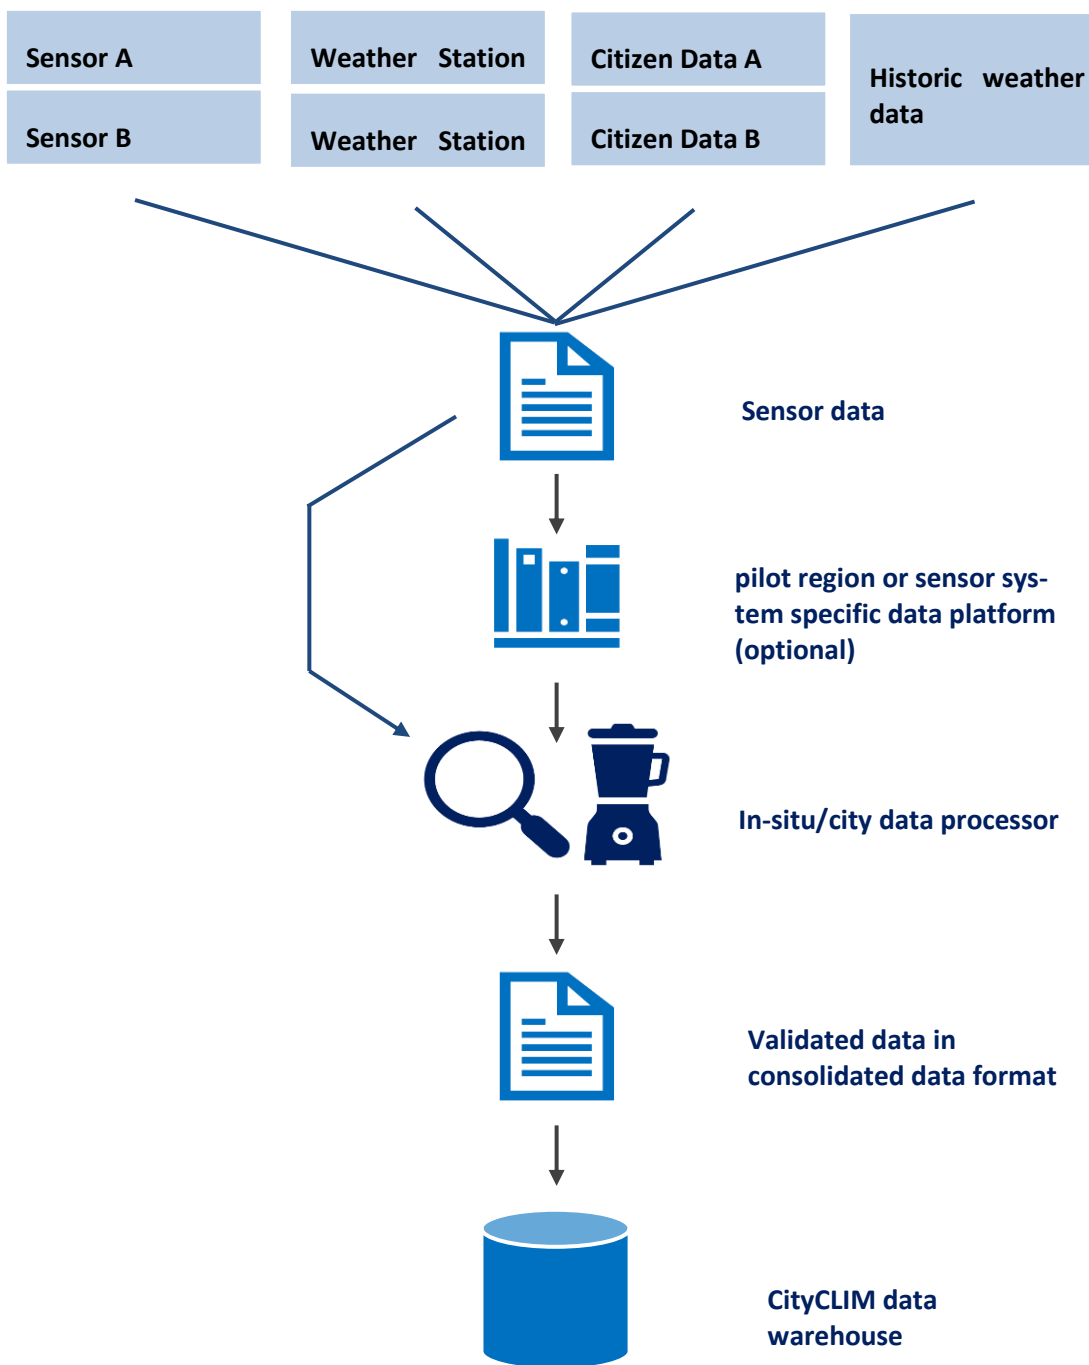 Sensor A
Weather Station
Citizen Data A
Historic weather
data
Sensor B
Weather Station
Citizen Data B
Sensor data
pilot region or sensor sys-
tem specific data platform
(optional)
In-situ/city data processor
Validated data in
consolidated data format
CityCLIM data
warehouse